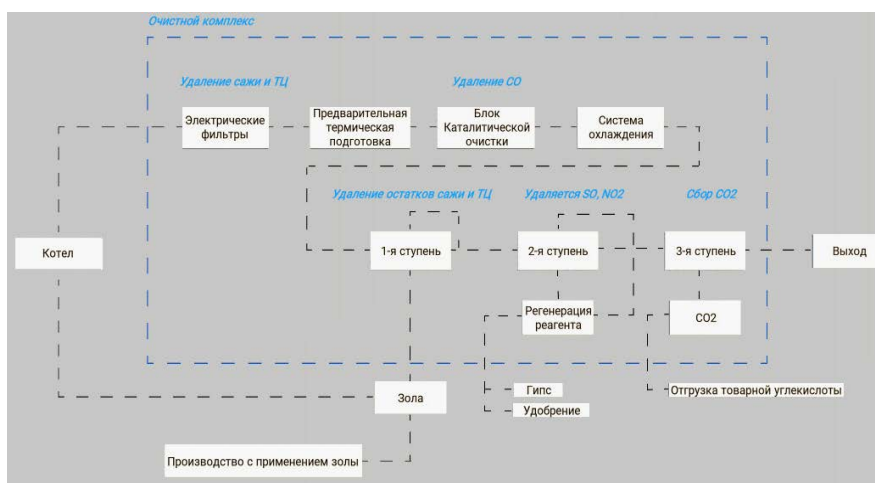 Очистной комплекс
Удаление сажи и ТЦ
Удаление СО
Электрические
фильтры
Предварительная
термическая
подготовка
Блок
Каталитической
очистки
Система
охлаждения
Удаление остатков сажи и ТЦ
Удаляется SO, NO2
Сбор СО2
Котел
1-я ступень
2-я ступень
3-я ступень
Выход
Регенерация
реагента
СО2
Зола
Гипс
Удобрение
Отгрузка товарной углекислоты
Производство с применением золы